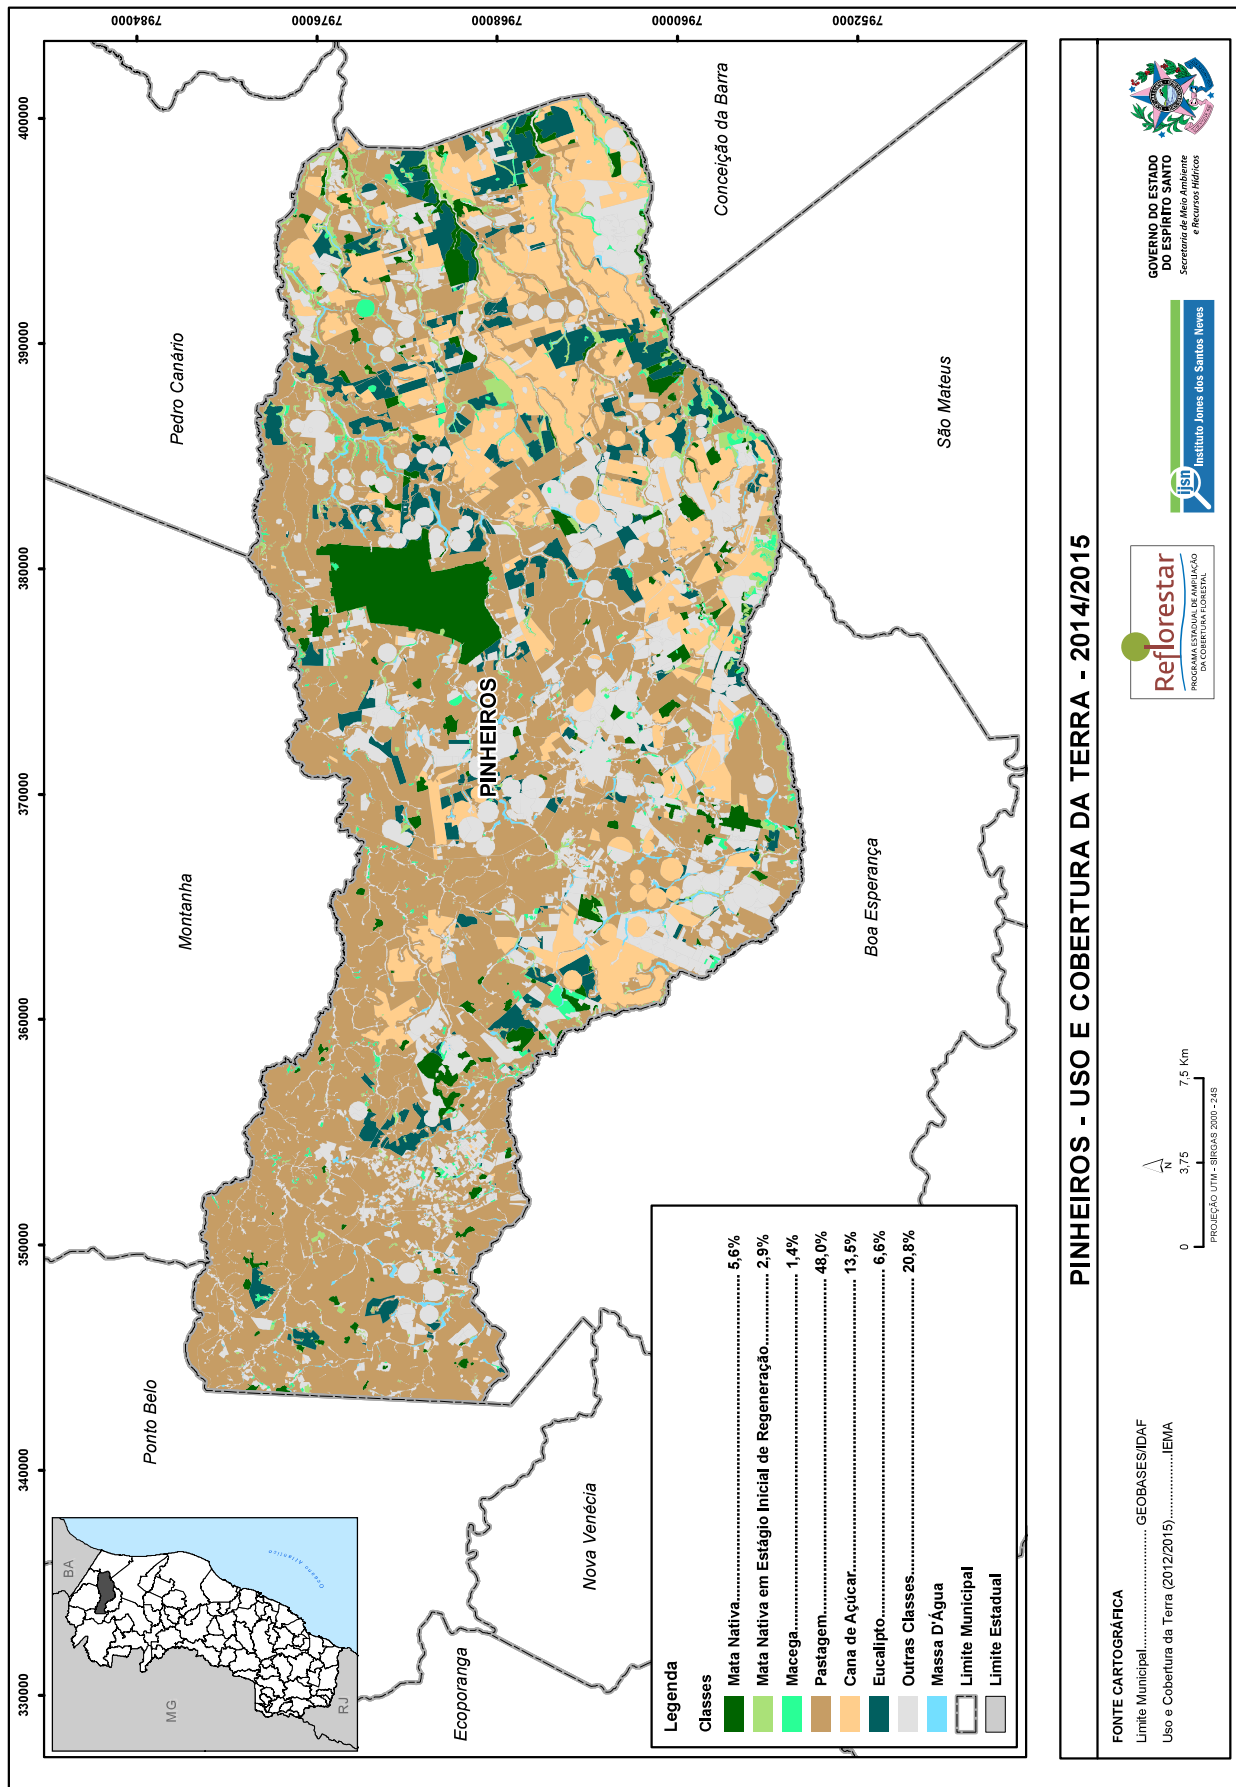 330000
340000
350000
360000
370000
380000
390000
400000
7984000
7976000
7968000
7960000
7952000
BA
MG
RJ
Oceano Atlântico
Ponto Belo
Montanha
Pedro Canário
Conceição da Barra
São Mateus
Boa Esperança
Nova Venécia
Ecoporanga
PINHEIROS
Legenda
Classes
Mata Nativa.......................................................... 5,6%
Mata Nativa em Estágio Inicial de Regeneração......... 2,9%
Macega................................................................ 1,4%
Pastagem.............................................................. 48,0%
Cana de Açúcar..................................................... 13,5%
Eucalipto.............................................................. 6,6%
Outras Classes....................................................... 20,8%
Massa D'Água
Limite Municipal
Limite Estadual
PINHEIROS - USO E COBERTURA DA TERRA - 2014/2015
FONTE CARTOGRÁFICA
Limite Municipal................................ GEOBASES/IDAF
Uso e Cobertura da Terra (2012/2015)................IEMA
N
0 3,75 7,5 Km
PROJEÇÃO UTM - SIRGAS 2000 - 24S
Reflorestar
PROGRAMA ESTADUAL DE AMPLIAÇÃO
DA COBERTURA FLORESTAL
ijsn
Instituto Jones dos Santos Neves
GOVERNO DO ESTADO
DO ESPÍRITO SANTO
Secretaria de Meio Ambiente
e Recursos Hídricos